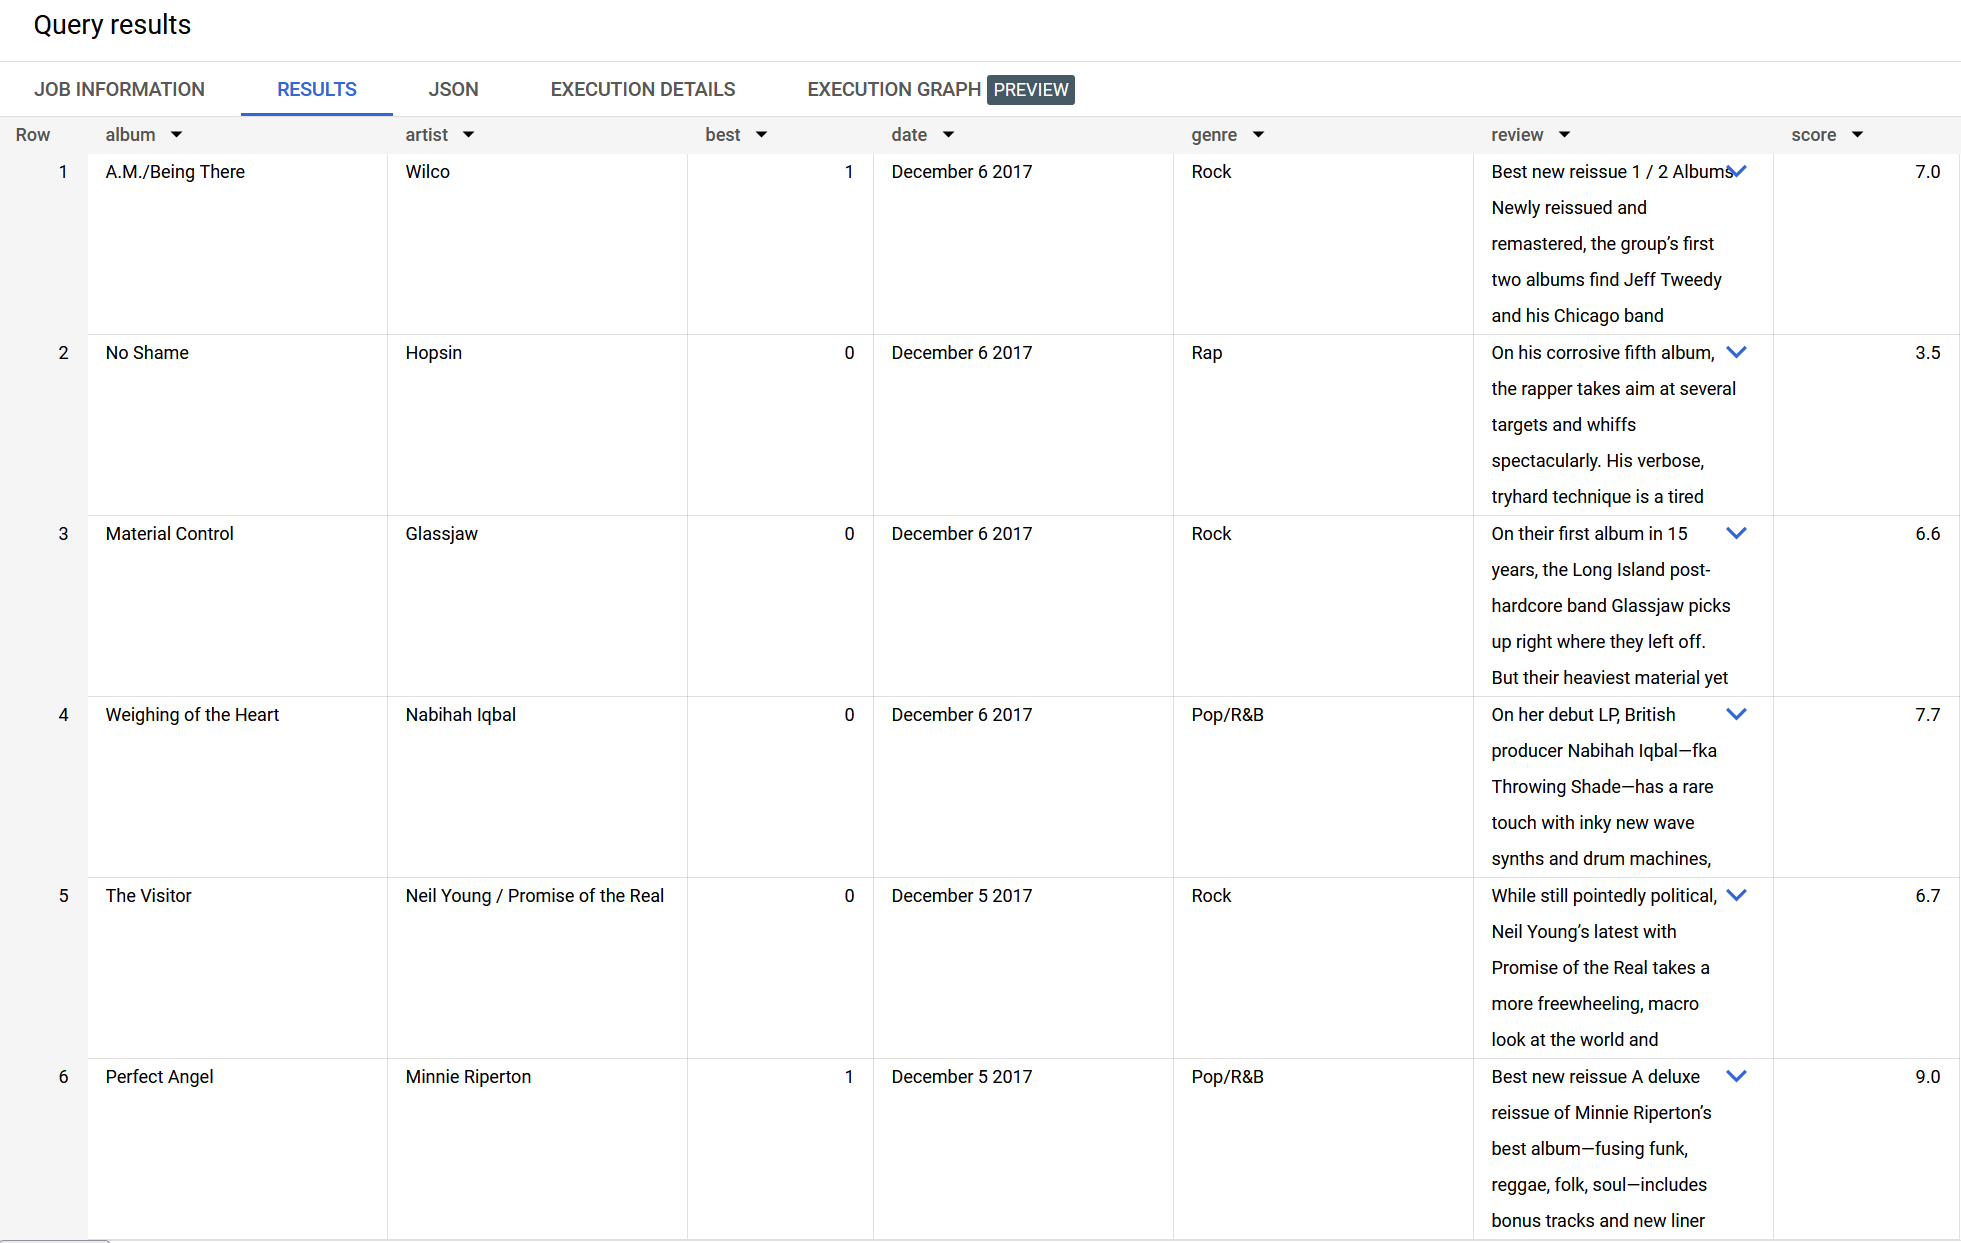 Query results
JOB INFORMATION RESULTS JSON EXECUTION DETAILS EXECUTION GRAPH PREVIEW
Row album artist best date genre review score
1 A.M./Being There Wilco 1 December 6 2017 Rock Best new reissue 1 / 2 Albums 7.0
Newly reissued and
remastered, the group’s first
two albums find Jeff Tweedy
and his Chicago band
2 No Shame Hopsin 0 December 6 2017 Rap On his corrosive fifth album, 3.5
the rapper takes aim at several
targets and whiffs
spectacularly. His verbose,
tryhard technique is a tired
3 Material Control Glassjaw 0 December 6 2017 Rock On their first album in 15 6.6
years, the Long Island post-
hardcore band Glassjaw picks
up right where they left off.
But their heaviest material yet
4 Weighing of the Heart Nabihah Iqbal 0 December 6 2017 Pop/R&B On her debut LP, British 7.7
producer Nabihah Iqbal—fka
Throwing Shade—has a rare
touch with inky new wave
synths and drum machines,
5 The Visitor Neil Young / Promise of the Real 0 December 5 2017 Rock While still pointedly political, 6.7
Neil Young’s latest with
Promise of the Real takes a
more freewheeling, macro
look at the world and
6 Perfect Angel Minnie Riperton 1 December 5 2017 Pop/R&B Best new reissue A deluxe 9.0
reissue of Minnie Riperton’s
best album—fusing funk,
reggae, folk, soul—includes
bonus tracks and new liner